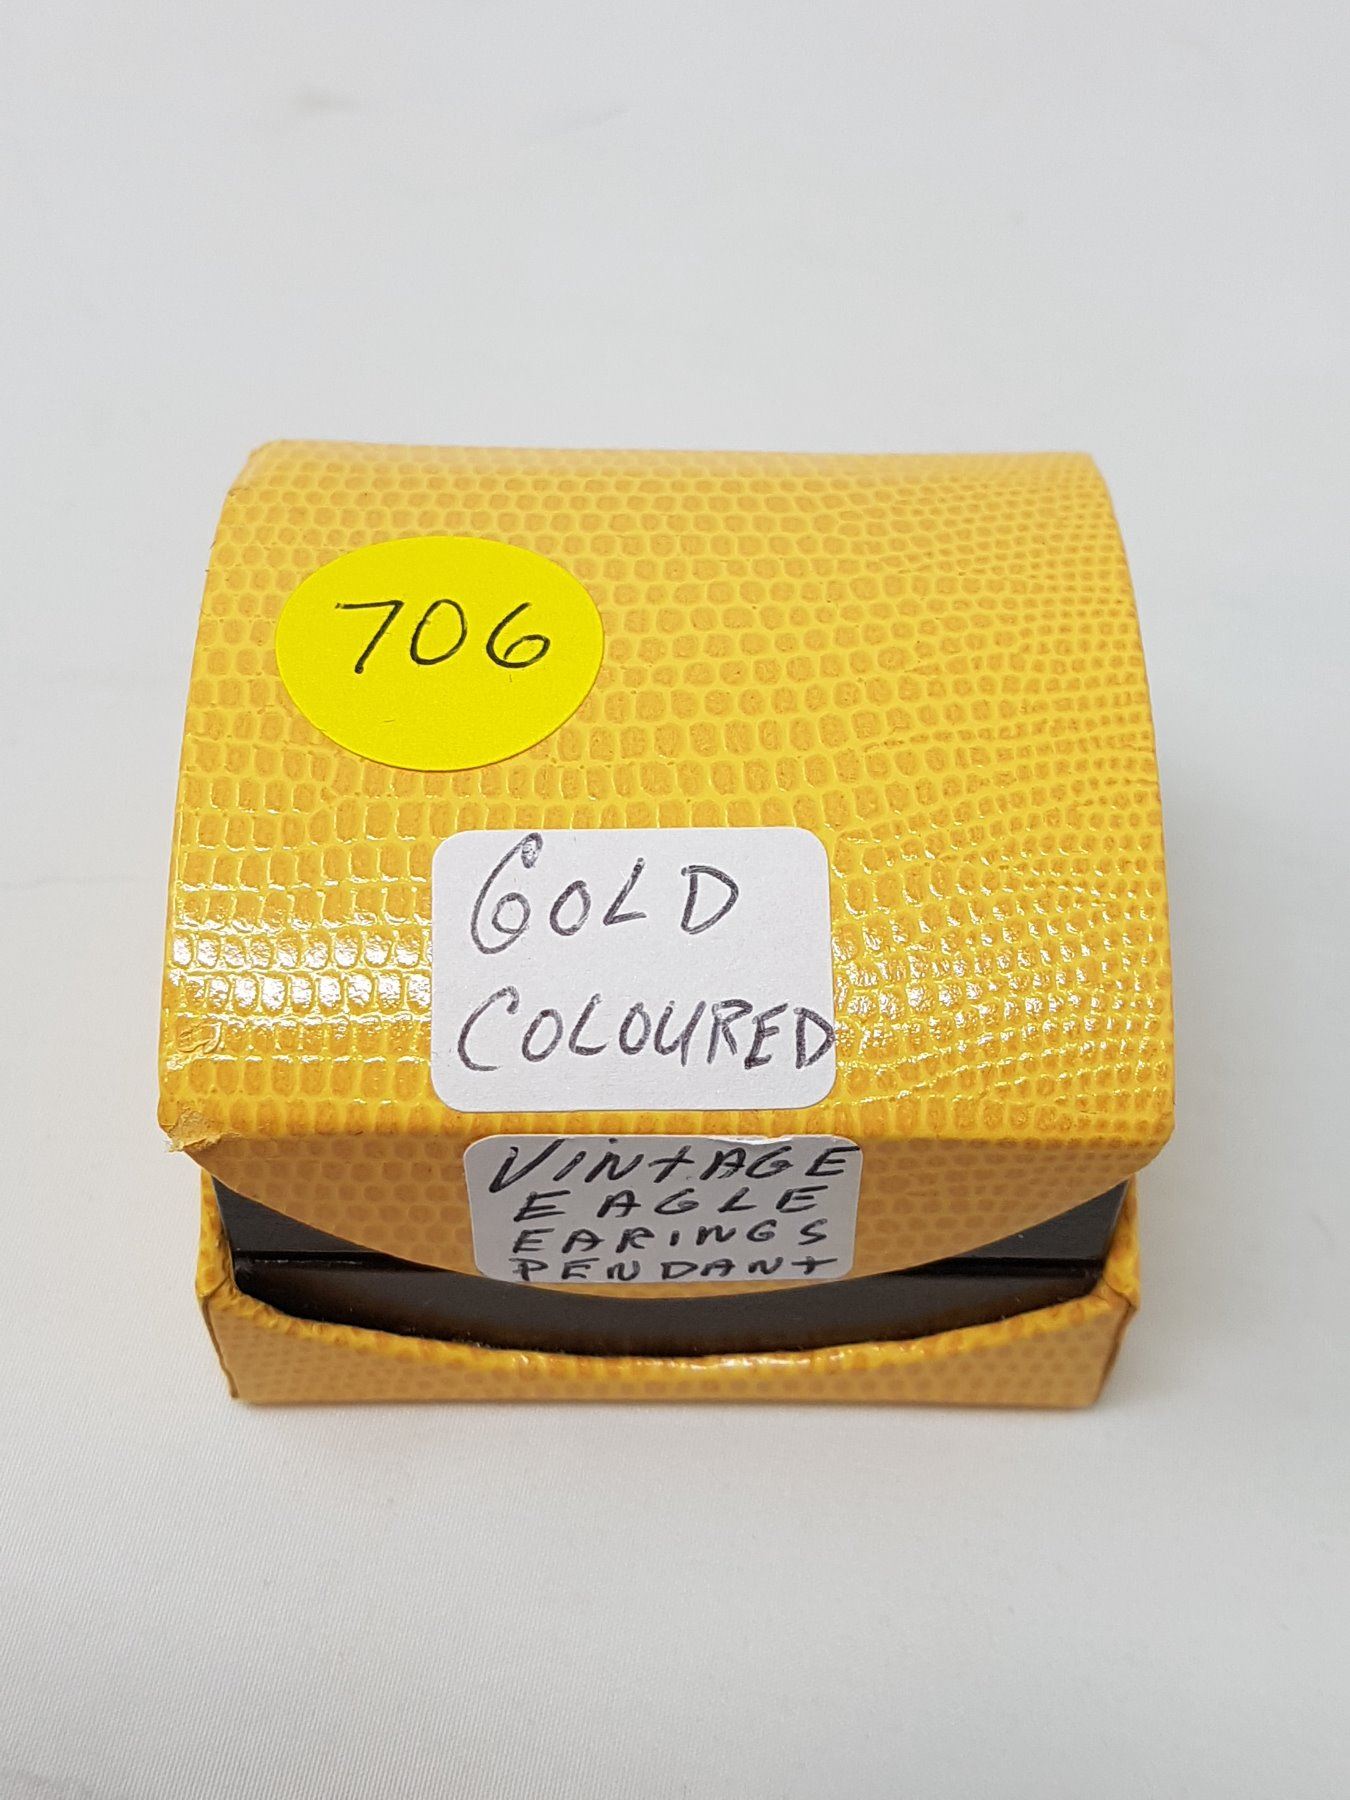 706
GOLD
COLOURED
VINTAGE
EAGLE
EARINGS
PENDANT